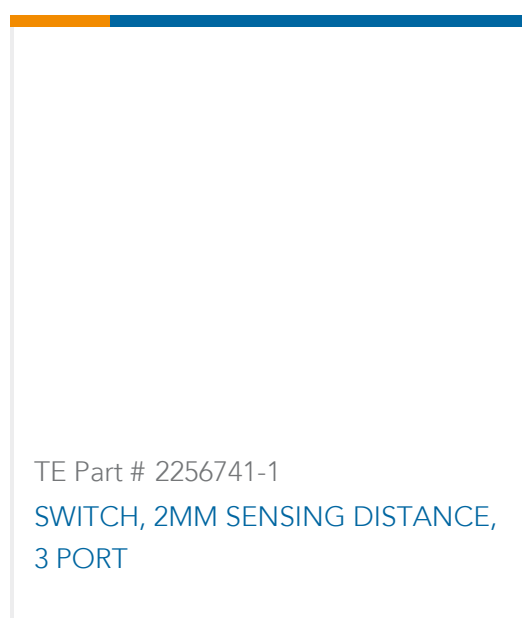 TE Part # 2256741-1
SWITCH, 2MM SENSING DISTANCE,
3 PORT